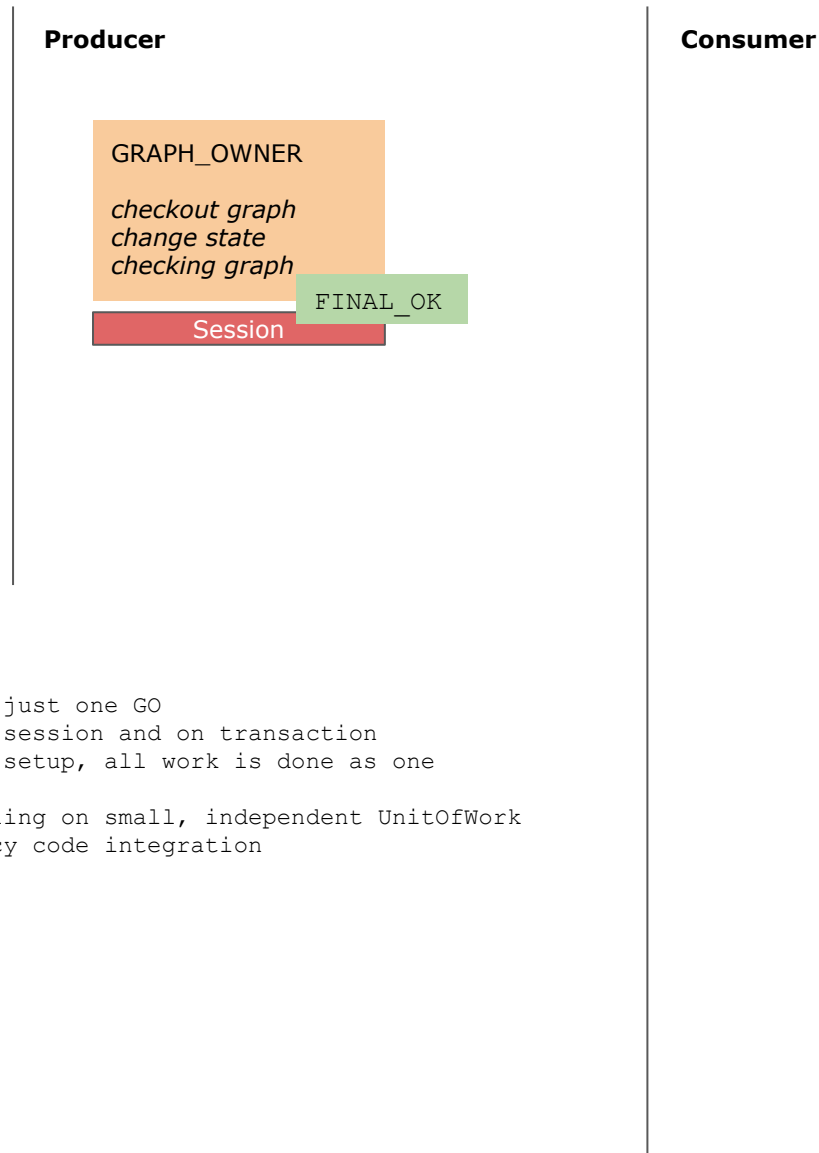 Producer
Consumer
GRAPH_OWNER
checkout graph
change state
checking graph
FINAL_OK
Session
just one GO
session and on transaction
setup, all work is done as one
ing on small, independent UnitOfWork
y code integration